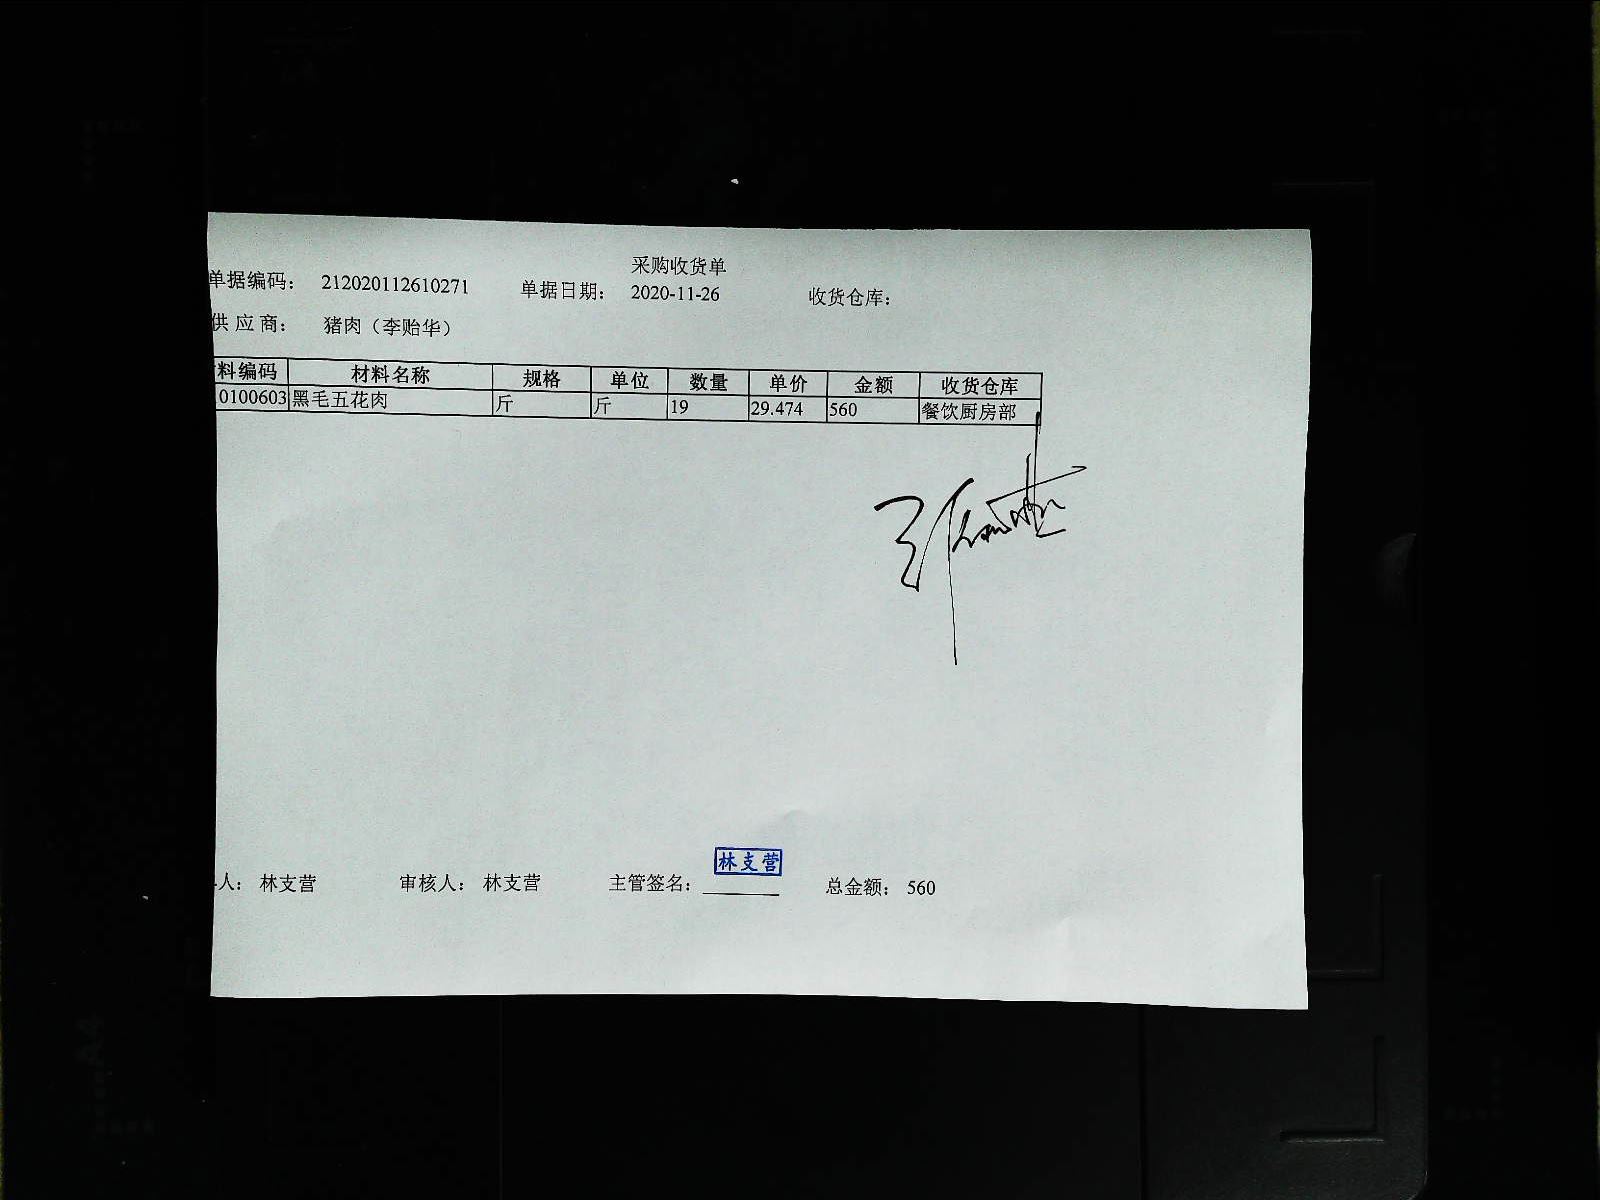 采购收货单
单据编码： 212020112610271 单据日期： 2020-11-26 收货仓库：
供 应 商： 猪肉（李贻华）
料编码 材料名称 规格 单位 数量 单价 金额 收货仓库
0100603 黑毛五花肉 斤 斤 19 29.474 560 餐饮厨房部
林支营
人： 林支营 审核人： 林支营 主管签名： 总金额： 560